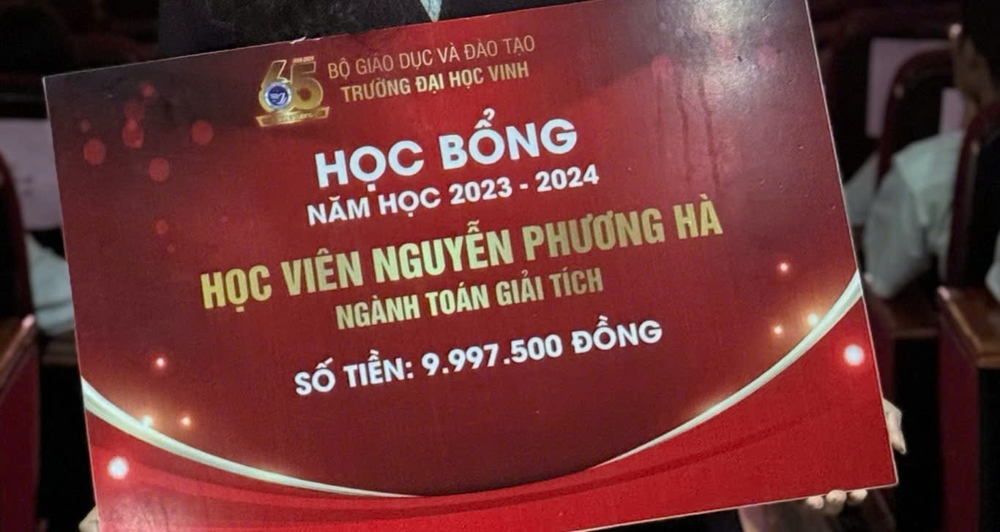 65
BỘ GIÁO DỤC VÀ ĐÀO TẠO
TRƯỜNG ĐẠI HỌC VINH
HỌC BỔNG
NĂM HỌC 2023 - 2024
HỌC VIÊN NGUYỄN PHƯƠNG HÀ
NGÀNH TOÁN GIẢI TÍCH
SỐ TIỀN: 9.997.500 ĐỒNG